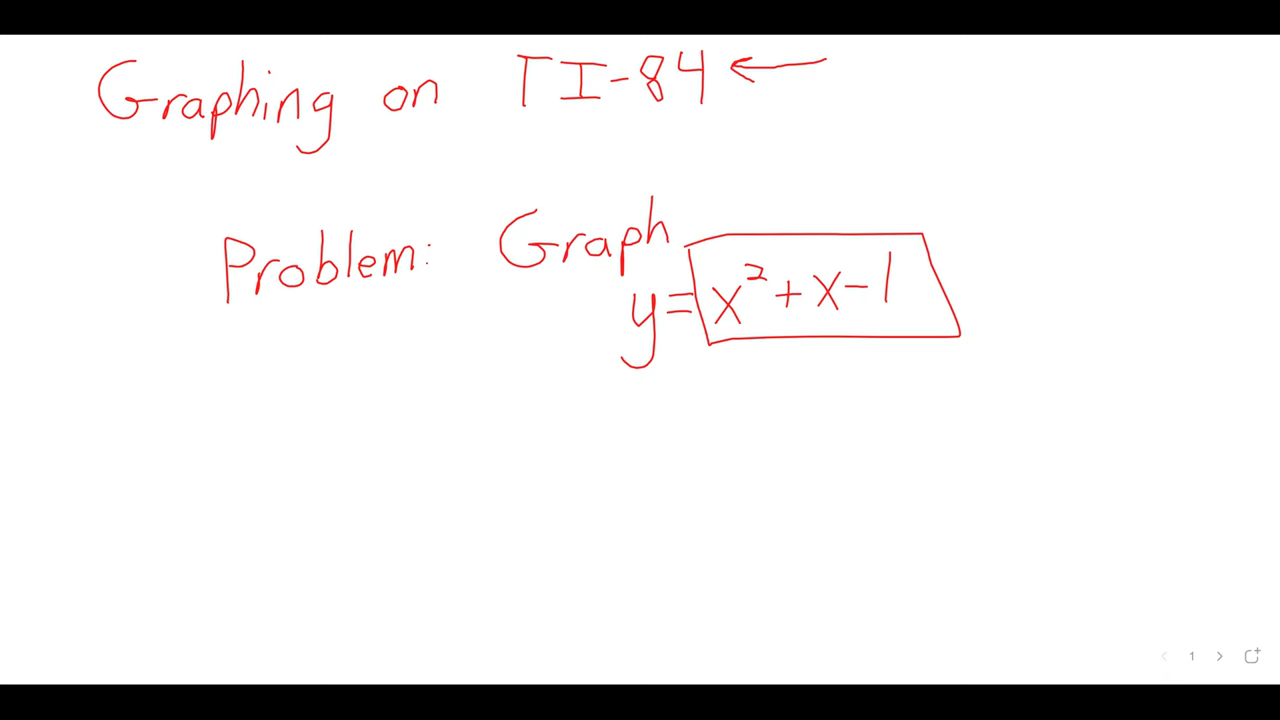 Graphing on TI-84 ←
Problem: Graph
y = x² + x - 1
1